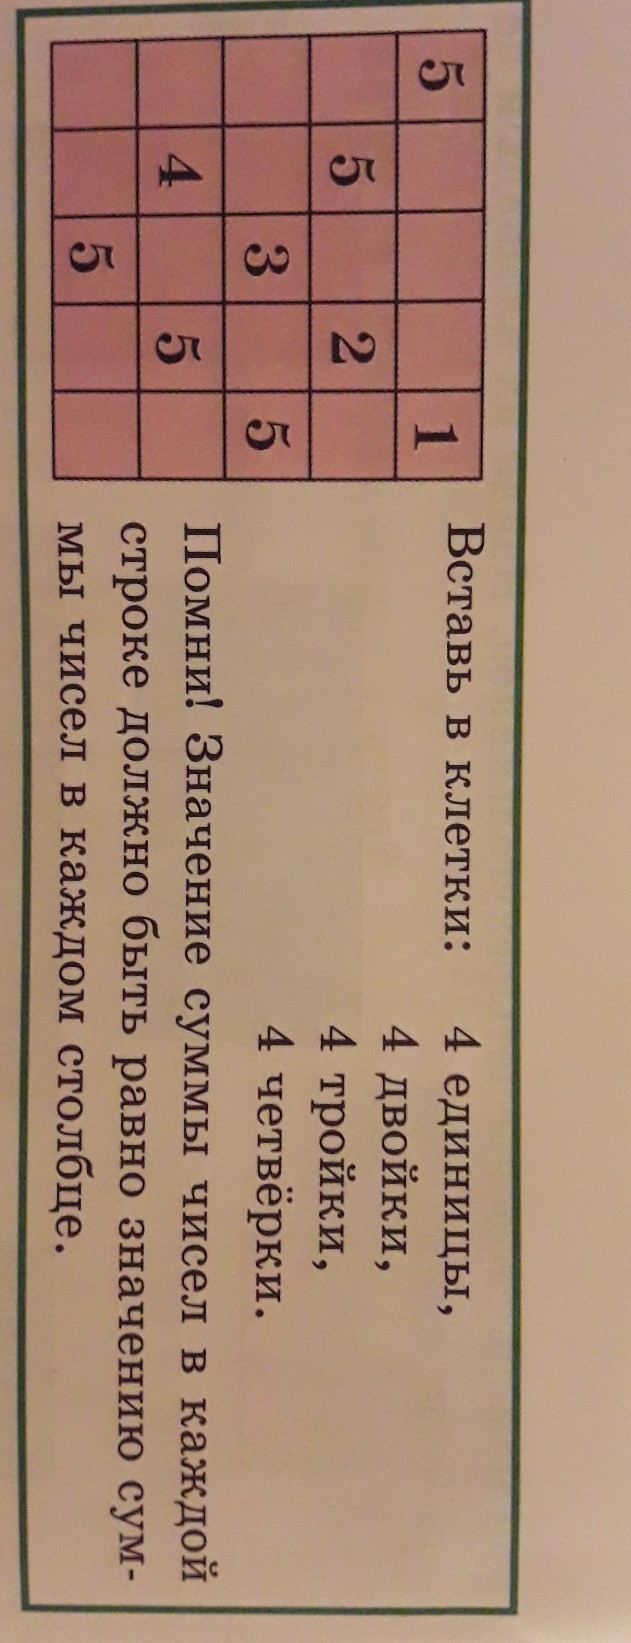 5 1
5 2
3 5
4 5
5
Вставь в клетки: 4 единицы,
4 двойки,
4 тройки,
4 четвёрки.
Помни! Значение суммы чисел в каждой
строке должно быть равно значению сум-
мы чисел в каждом столбце.